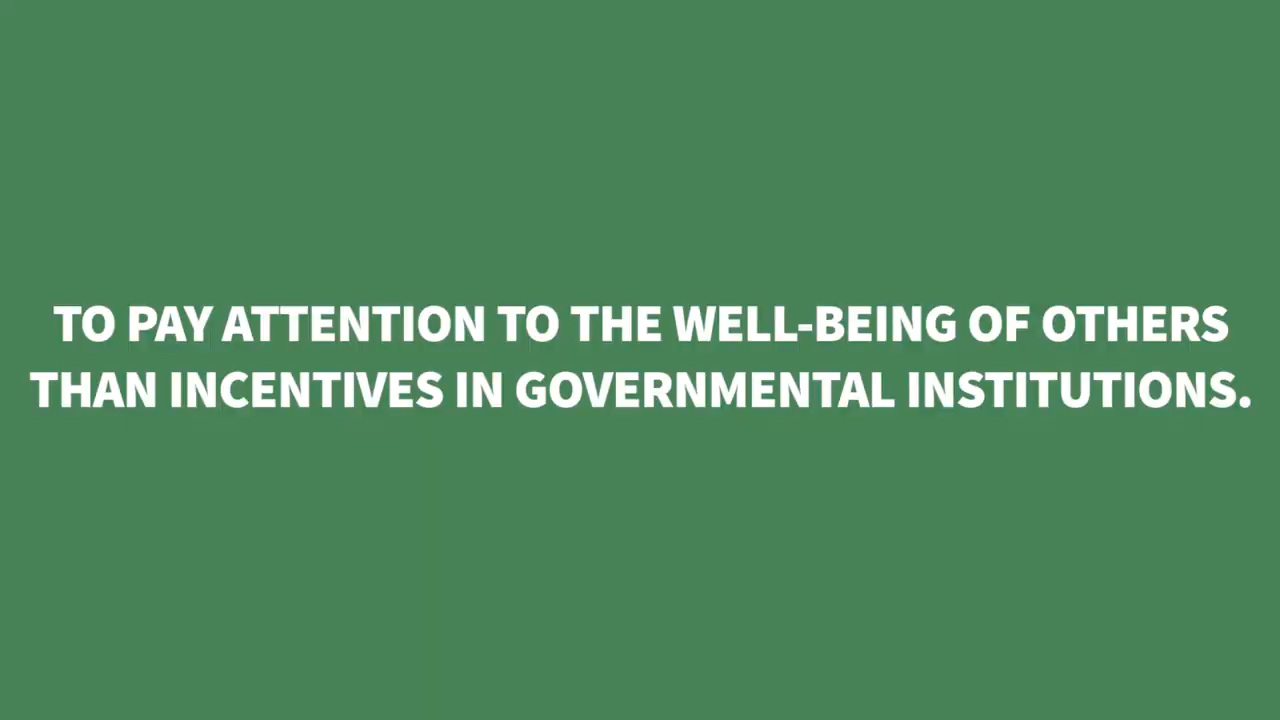 TO PAY ATTENTION TO THE WELL-BEING OF OTHERS
THAN INCENTIVES IN GOVERNMENTAL INSTITUTIONS.